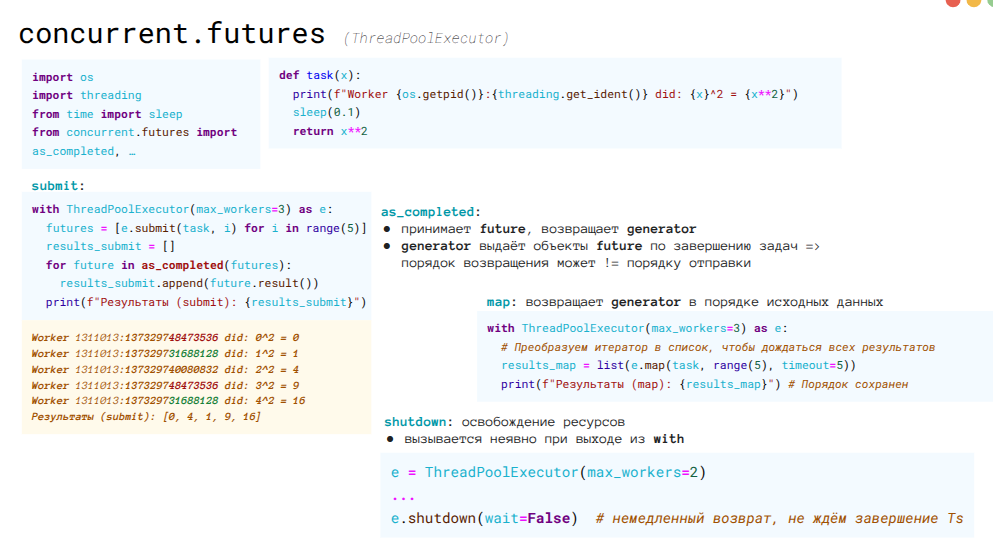 concurrent.futures (ThreadPoolExecutor)
import os
import threading
from time import sleep
from concurrent.futures import
as_completed, …
def task(x):
print(f"Worker {os.getpid()}:{threading.get_ident()} did: {x}^2 = {x**2}")
sleep(0.1)
return x**2
submit:
with ThreadPoolExecutor(max_workers=3) as e:
futures = [e.submit(task, i) for i in range(5)]
results_submit = []
for future in as_completed(futures):
results_submit.append(future.result())
print(f"Результаты (submit): {results_submit}")
Worker 1311013:137329748473536 did: 0^2 = 0
Worker 1311013:137329731688128 did: 1^2 = 1
Worker 1311013:137329740080832 did: 2^2 = 4
Worker 1311013:137329748473536 did: 3^2 = 9
Worker 1311013:137329731688128 did: 4^2 = 16
Результаты (submit): [0, 4, 1, 9, 16]
as_completed:
● принимает future, возвращает generator
● generator выдаёт объекты future по завершению задач =>
порядок возвращения может != порядку отправки
map: возвращает generator в порядке исходных данных
with ThreadPoolExecutor(max_workers=3) as e:
# Преобразуем итератор в список, чтобы дождаться всех результатов
results_map = list(e.map(task, range(5), timeout=5))
print(f"Результаты (map): {results_map}") # Порядок сохранен
shutdown: освобождение ресурсов
● вызывается неявно при выходе из with
e = ThreadPoolExecutor(max_workers=2)
...
e.shutdown(wait=False) # немедленный возврат, не ждём завершение Ts